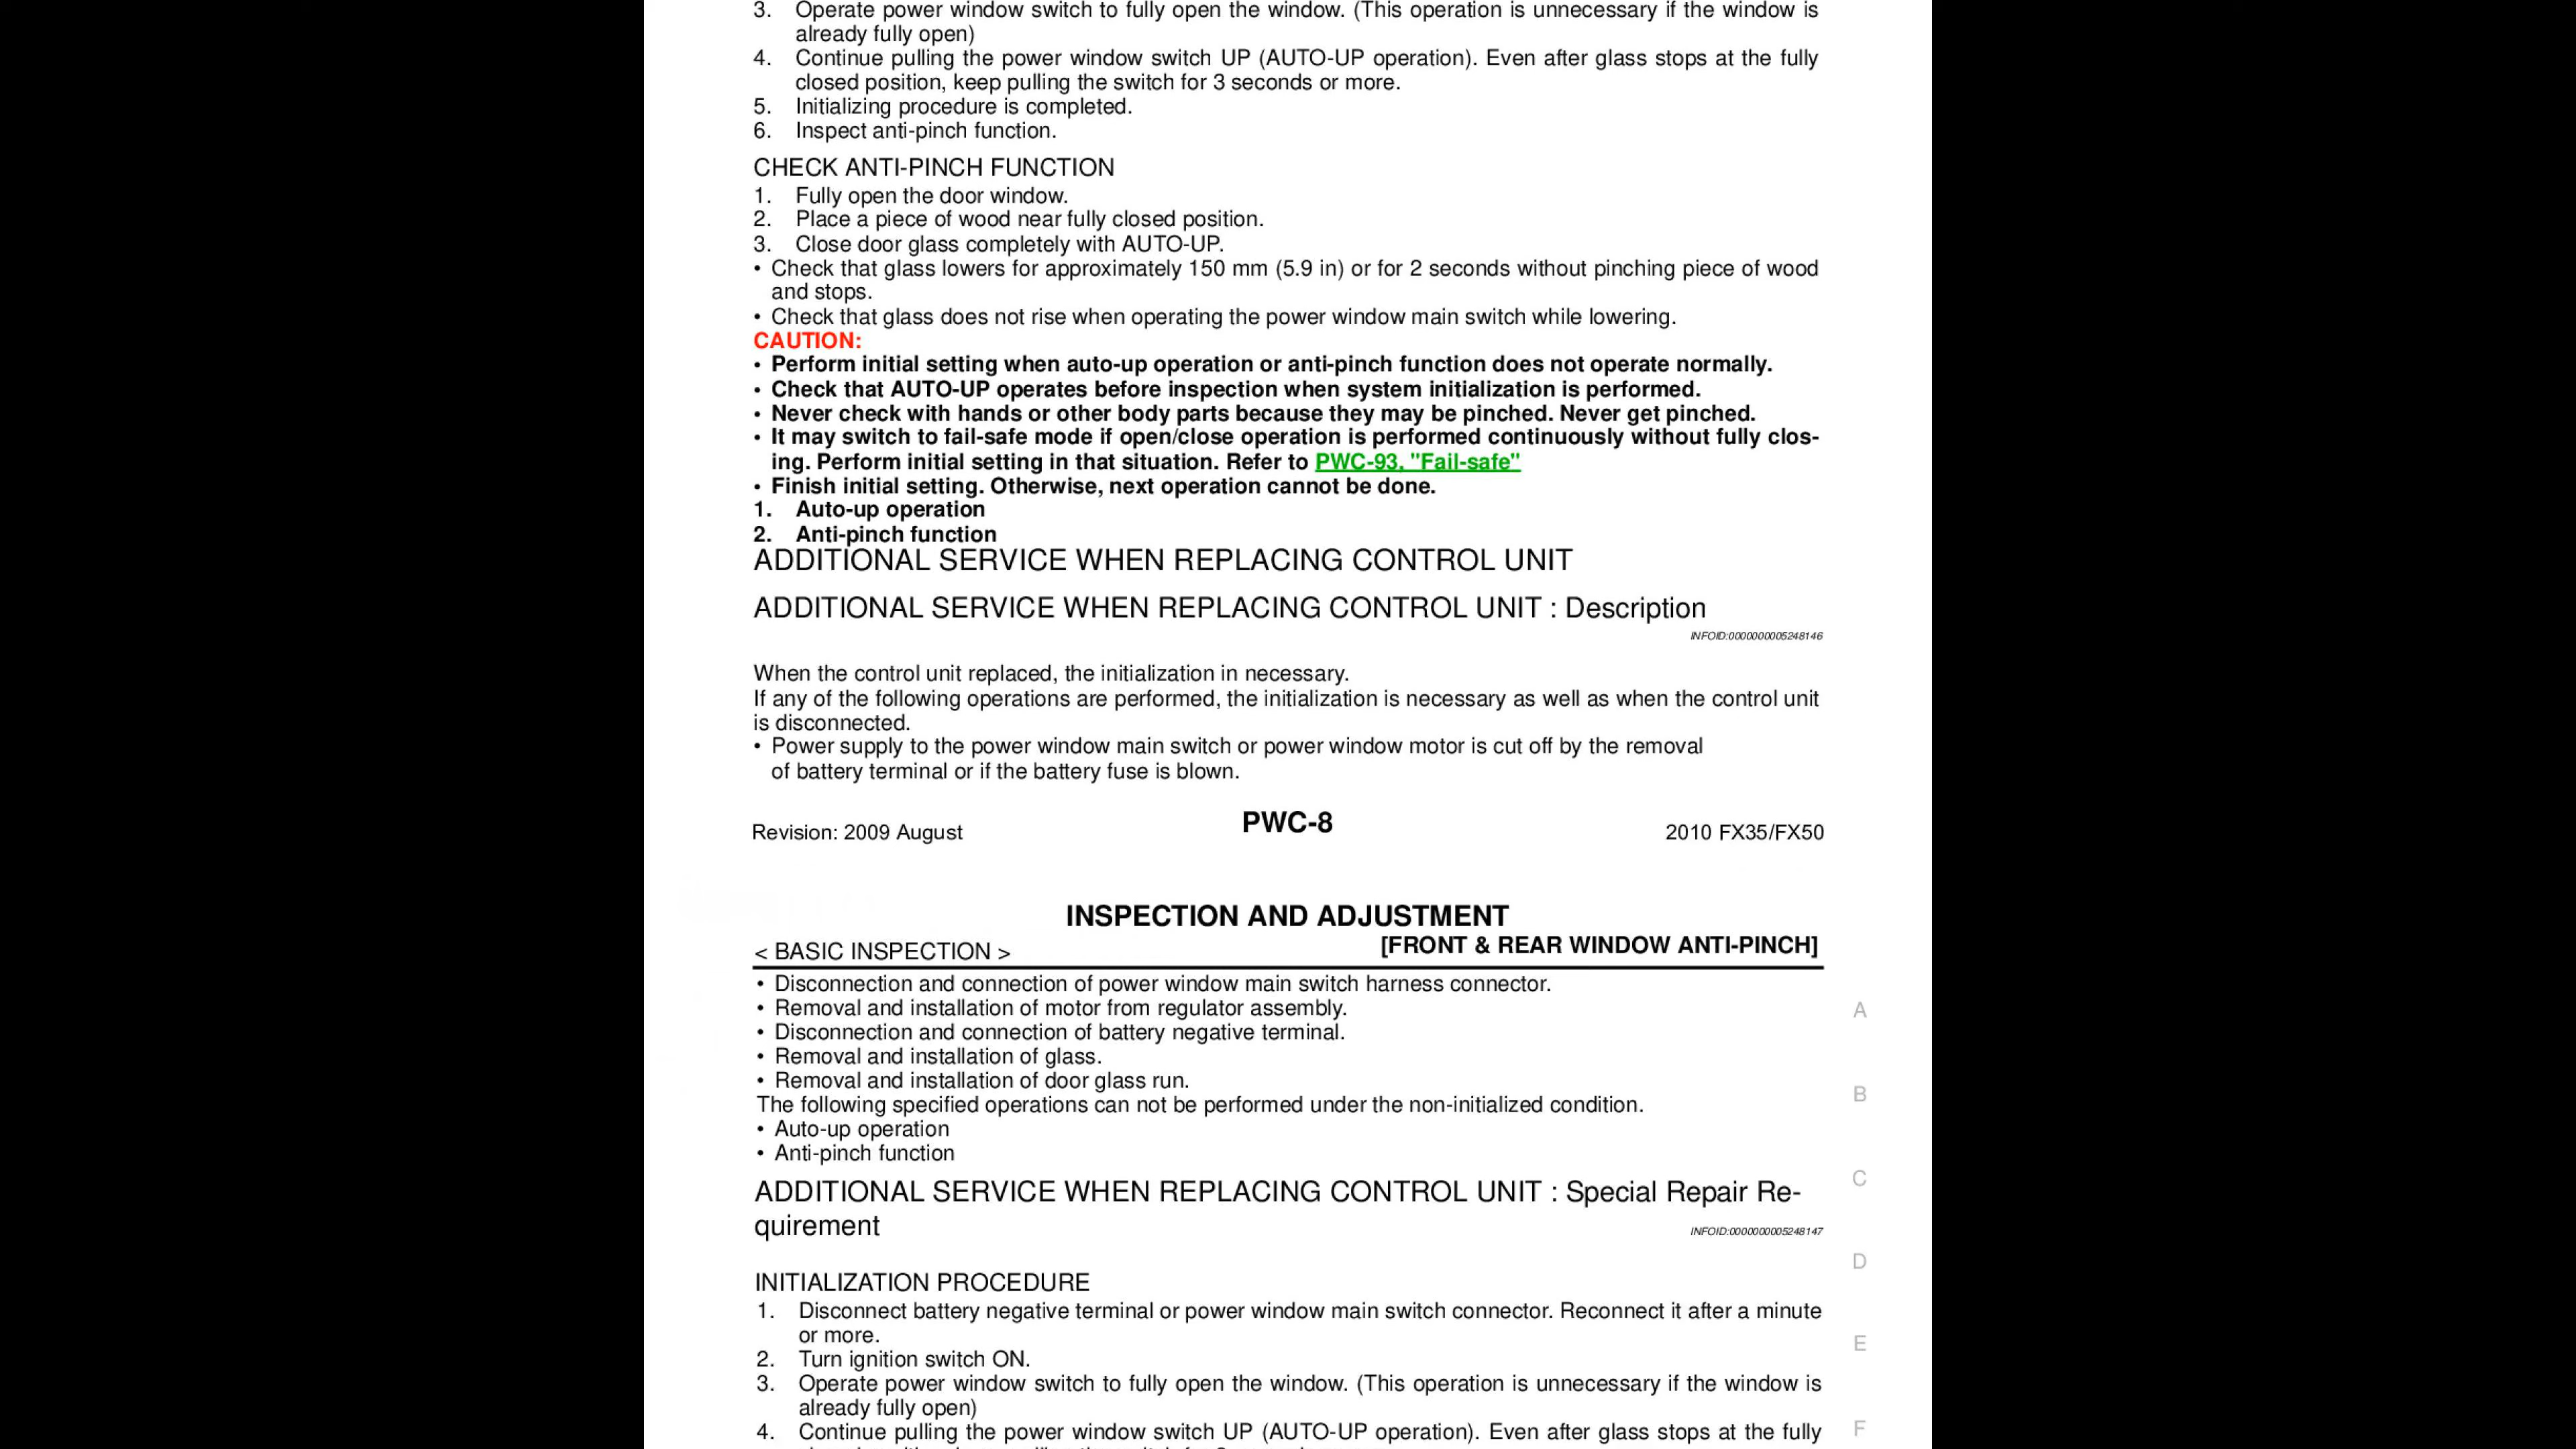 3. Operate power window switch to fully open the window. (This operation is unnecessary if the window is
already fully open)
4. Continue pulling the power window switch UP (AUTO-UP operation). Even after glass stops at the fully
closed position, keep pulling the switch for 3 seconds or more.
5. Initializing procedure is completed.
6. Inspect anti-pinch function.
CHECK ANTI-PINCH FUNCTION
1. Fully open the door window.
2. Place a piece of wood near fully closed position.
3. Close door glass completely with AUTO-UP.
• Check that glass lowers for approximately 150 mm (5.9 in) or for 2 seconds without pinching piece of wood
and stops.
• Check that glass does not rise when operating the power window main switch while lowering.
CAUTION:
• Perform initial setting when auto-up operation or anti-pinch function does not operate normally.
• Check that AUTO-UP operates before inspection when system initialization is performed.
• Never check with hands or other body parts because they may be pinched. Never get pinched.
• It may switch to fail-safe mode if open/close operation is performed continuously without fully clos-
ing. Perform initial setting in that situation. Refer to PWC-93, "Fail-safe"
• Finish initial setting. Otherwise, next operation cannot be done.
1. Auto-up operation
2. Anti-pinch function
ADDITIONAL SERVICE WHEN REPLACING CONTROL UNIT
ADDITIONAL SERVICE WHEN REPLACING CONTROL UNIT : Description
INFOID:0000000005248146
When the control unit replaced, the initialization in necessary.
If any of the following operations are performed, the initialization is necessary as well as when the control unit
is disconnected.
• Power supply to the power window main switch or power window motor is cut off by the removal
of battery terminal or if the battery fuse is blown.
Revision: 2009 August PWC-8 2010 FX35/FX50
INSPECTION AND ADJUSTMENT
< BASIC INSPECTION > [FRONT & REAR WINDOW ANTI-PINCH]
• Disconnection and connection of power window main switch harness connector.
• Removal and installation of motor from regulator assembly.
A
• Disconnection and connection of battery negative terminal.
• Removal and installation of glass.
• Removal and installation of door glass run.
B
The following specified operations can not be performed under the non-initialized condition.
• Auto-up operation
• Anti-pinch function
C
ADDITIONAL SERVICE WHEN REPLACING CONTROL UNIT : Special Repair Re-
quirement
INFOID:0000000005248147
D
INITIALIZATION PROCEDURE
1. Disconnect battery negative terminal or power window main switch connector. Reconnect it after a minute
or more.
E
2. Turn ignition switch ON.
3. Operate power window switch to fully open the window. (This operation is unnecessary if the window is
already fully open)
4. Continue pulling the power window switch UP (AUTO-UP operation). Even after glass stops at the fully
F